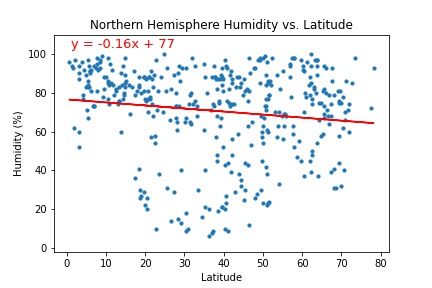 Northern Hemisphere Humidity vs. Latitude
y = -0.16x + 77
100
80
60
40
20
0
Humidity (%)
0 10 20 30 40 50 60 70 80
Latitude